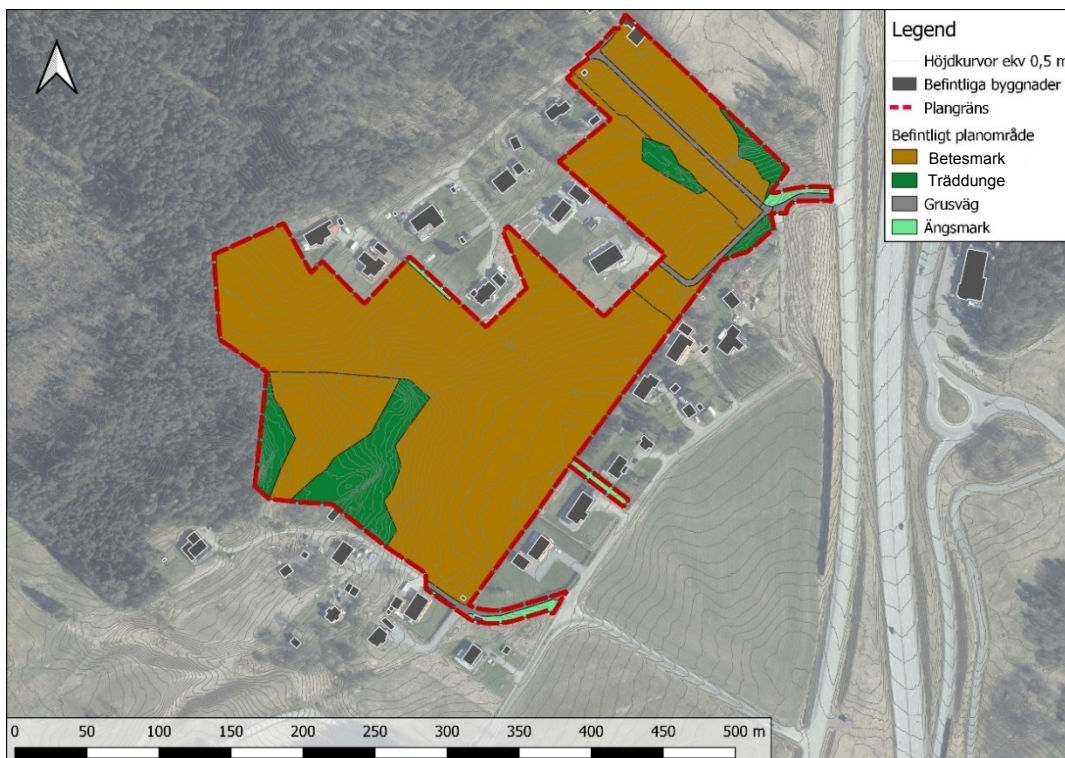 Legend
Höjdkurvor ekv 0,5 m
Befintliga byggnader
Plangräns
Befintligt planområde
Betesmark
Träddunge
Grusväg
Ängsmark
0 50 100 150 200 250 300 350 400 450 500 m